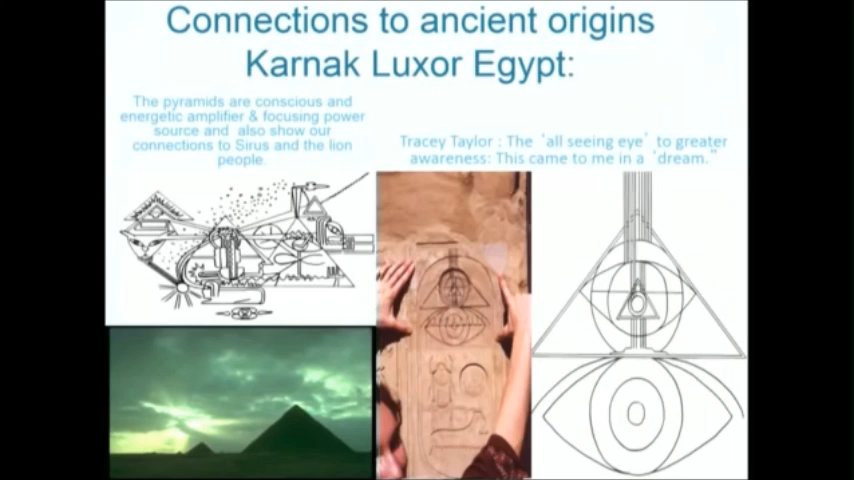 Connections to ancient origins
Karnak Luxor Egypt:
The pyramids are conscious and
energetic amplifier & focusing power
source and also show our
connections to Sirus and the lion
people.
Tracey Taylor : The ‘all seeing eye’ to greater
awareness: This came to me in a ‘dream.”